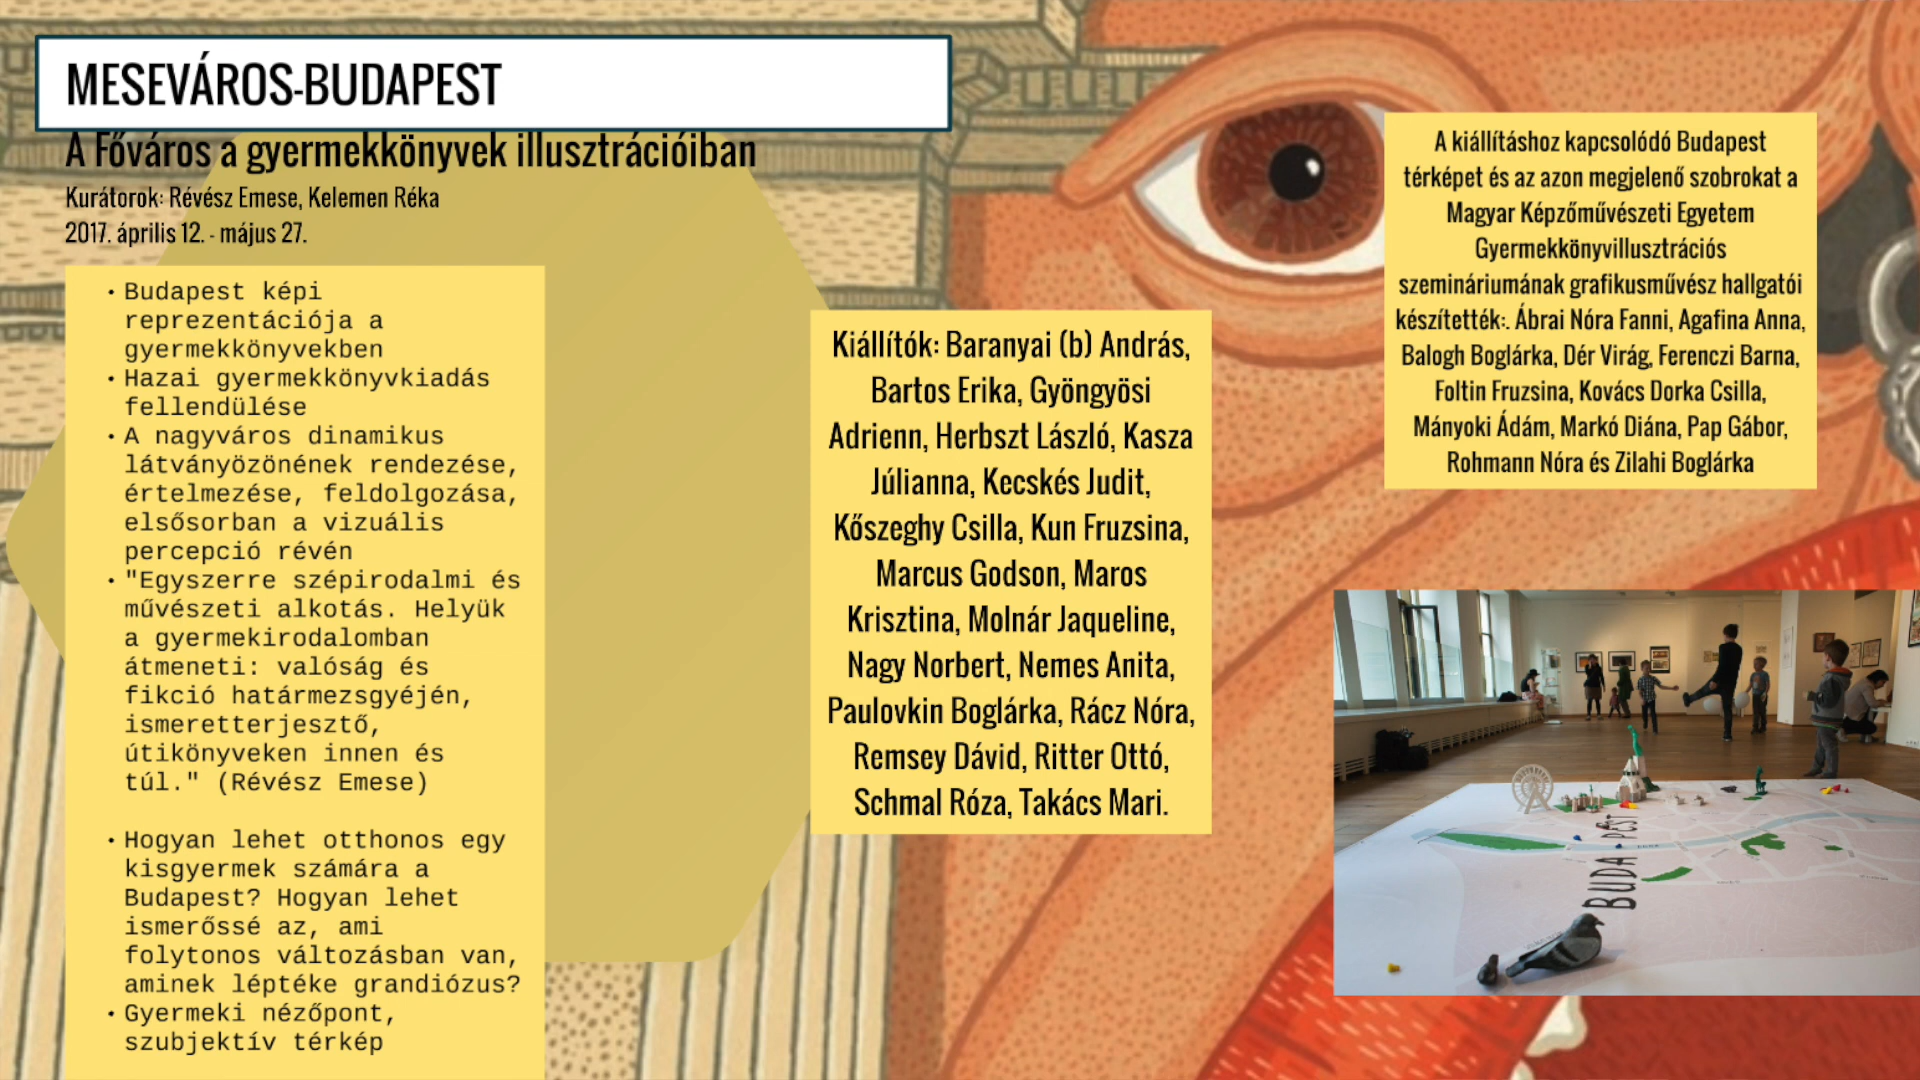 MESEVÁROS-BUDAPEST
A Főváros a gyermekkönyvek illusztrációiban
Kurátorok: Révész Emese, Kelemen Réka
2017. április 12. - május 27.
• Budapest képi
reprezentációja a
gyermekkönyvekben
• Hazai gyermekkönyvkiadás
fellendülése
• A nagyváros dinamikus
látványözönének rendezése,
értelmezése, feldolgozása,
elsősorban a vizuális
percepció révén
• "Egyszerre szépirodalmi és
művészeti alkotás. Helyük
a gyermekirodalomban
átmeneti: valóság és
fikció határmezsgyéjén,
ismeretterjesztő,
útikönyveken innen és
túl." (Révész Emese)
• Hogyan lehet otthonos egy
kisgyermek számára a
Budapest? Hogyan lehet
ismerőssé az, ami
folytonos változásban van,
aminek léptéke grandiózus?
• Gyermeki nézőpont,
szubjektív térkép
Kiállítók: Baranyai (b) András,
Bartos Erika, Gyöngyösi
Adrienn, Herbszt László, Kasza
Júlianna, Kecskés Judit,
Kőszeghy Csilla, Kun Fruzsina,
Marcus Godson, Maros
Krisztina, Molnár Jaqueline,
Nagy Norbert, Nemes Anita,
Paulovkin Boglárka, Rácz Nóra,
Remsey Dávid, Ritter Ottó,
Schmal Róza, Takács Mari.
A kiállításhoz kapcsolódó Budapest
térképet és az azon megjelenő szobrokat a
Magyar Képzőművészeti Egyetem
Gyermekkönyvillusztrációs
szemináriumának grafikusművész hallgatói
készítették:. Ábrai Nóra Fanni, Agafina Anna,
Balogh Boglárka, Dér Virág, Ferenczi Barna,
Foltin Fruzsina, Kovács Dorka Csilla,
Mányoki Ádám, Markó Diána, Pap Gábor,
Rohmann Nóra és Zilahi Boglárka
BUDA PEST